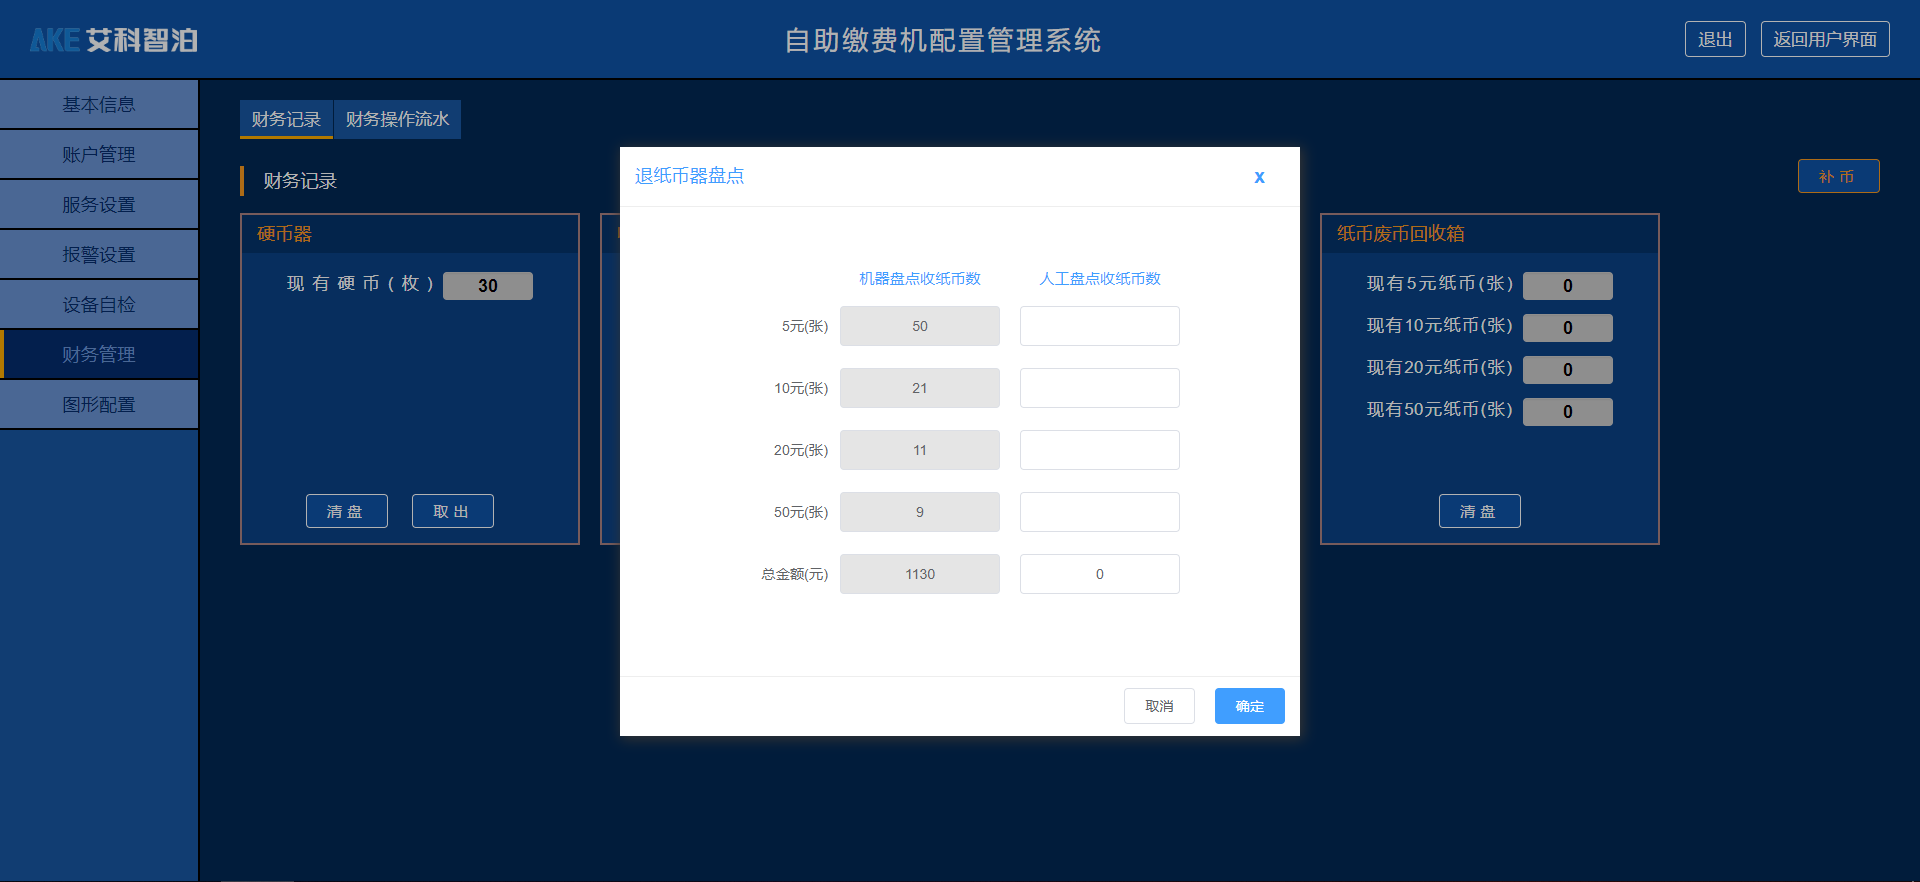 AKE 艾科智泊
自助缴费机配置管理系统
退出
返回用户界面
基本信息
账户管理
服务设置
报警设置
设备自检
财务管理
图形配置
财务记录
财务操作流水
财务记录
补 币
硬币器
现 有 硬 币 ( 枚 ) 30
清 盘
取 出
退纸币器盘点
x
机器盘点收纸币数 人工盘点收纸币数
5元(张) 50
10元(张) 21
20元(张) 11
50元(张) 9
总金额(元) 1130 0
取消
确定
纸币废币回收箱
现有5元纸币(张) 0
现有10元纸币(张) 0
现有20元纸币(张) 0
现有50元纸币(张) 0
清 盘